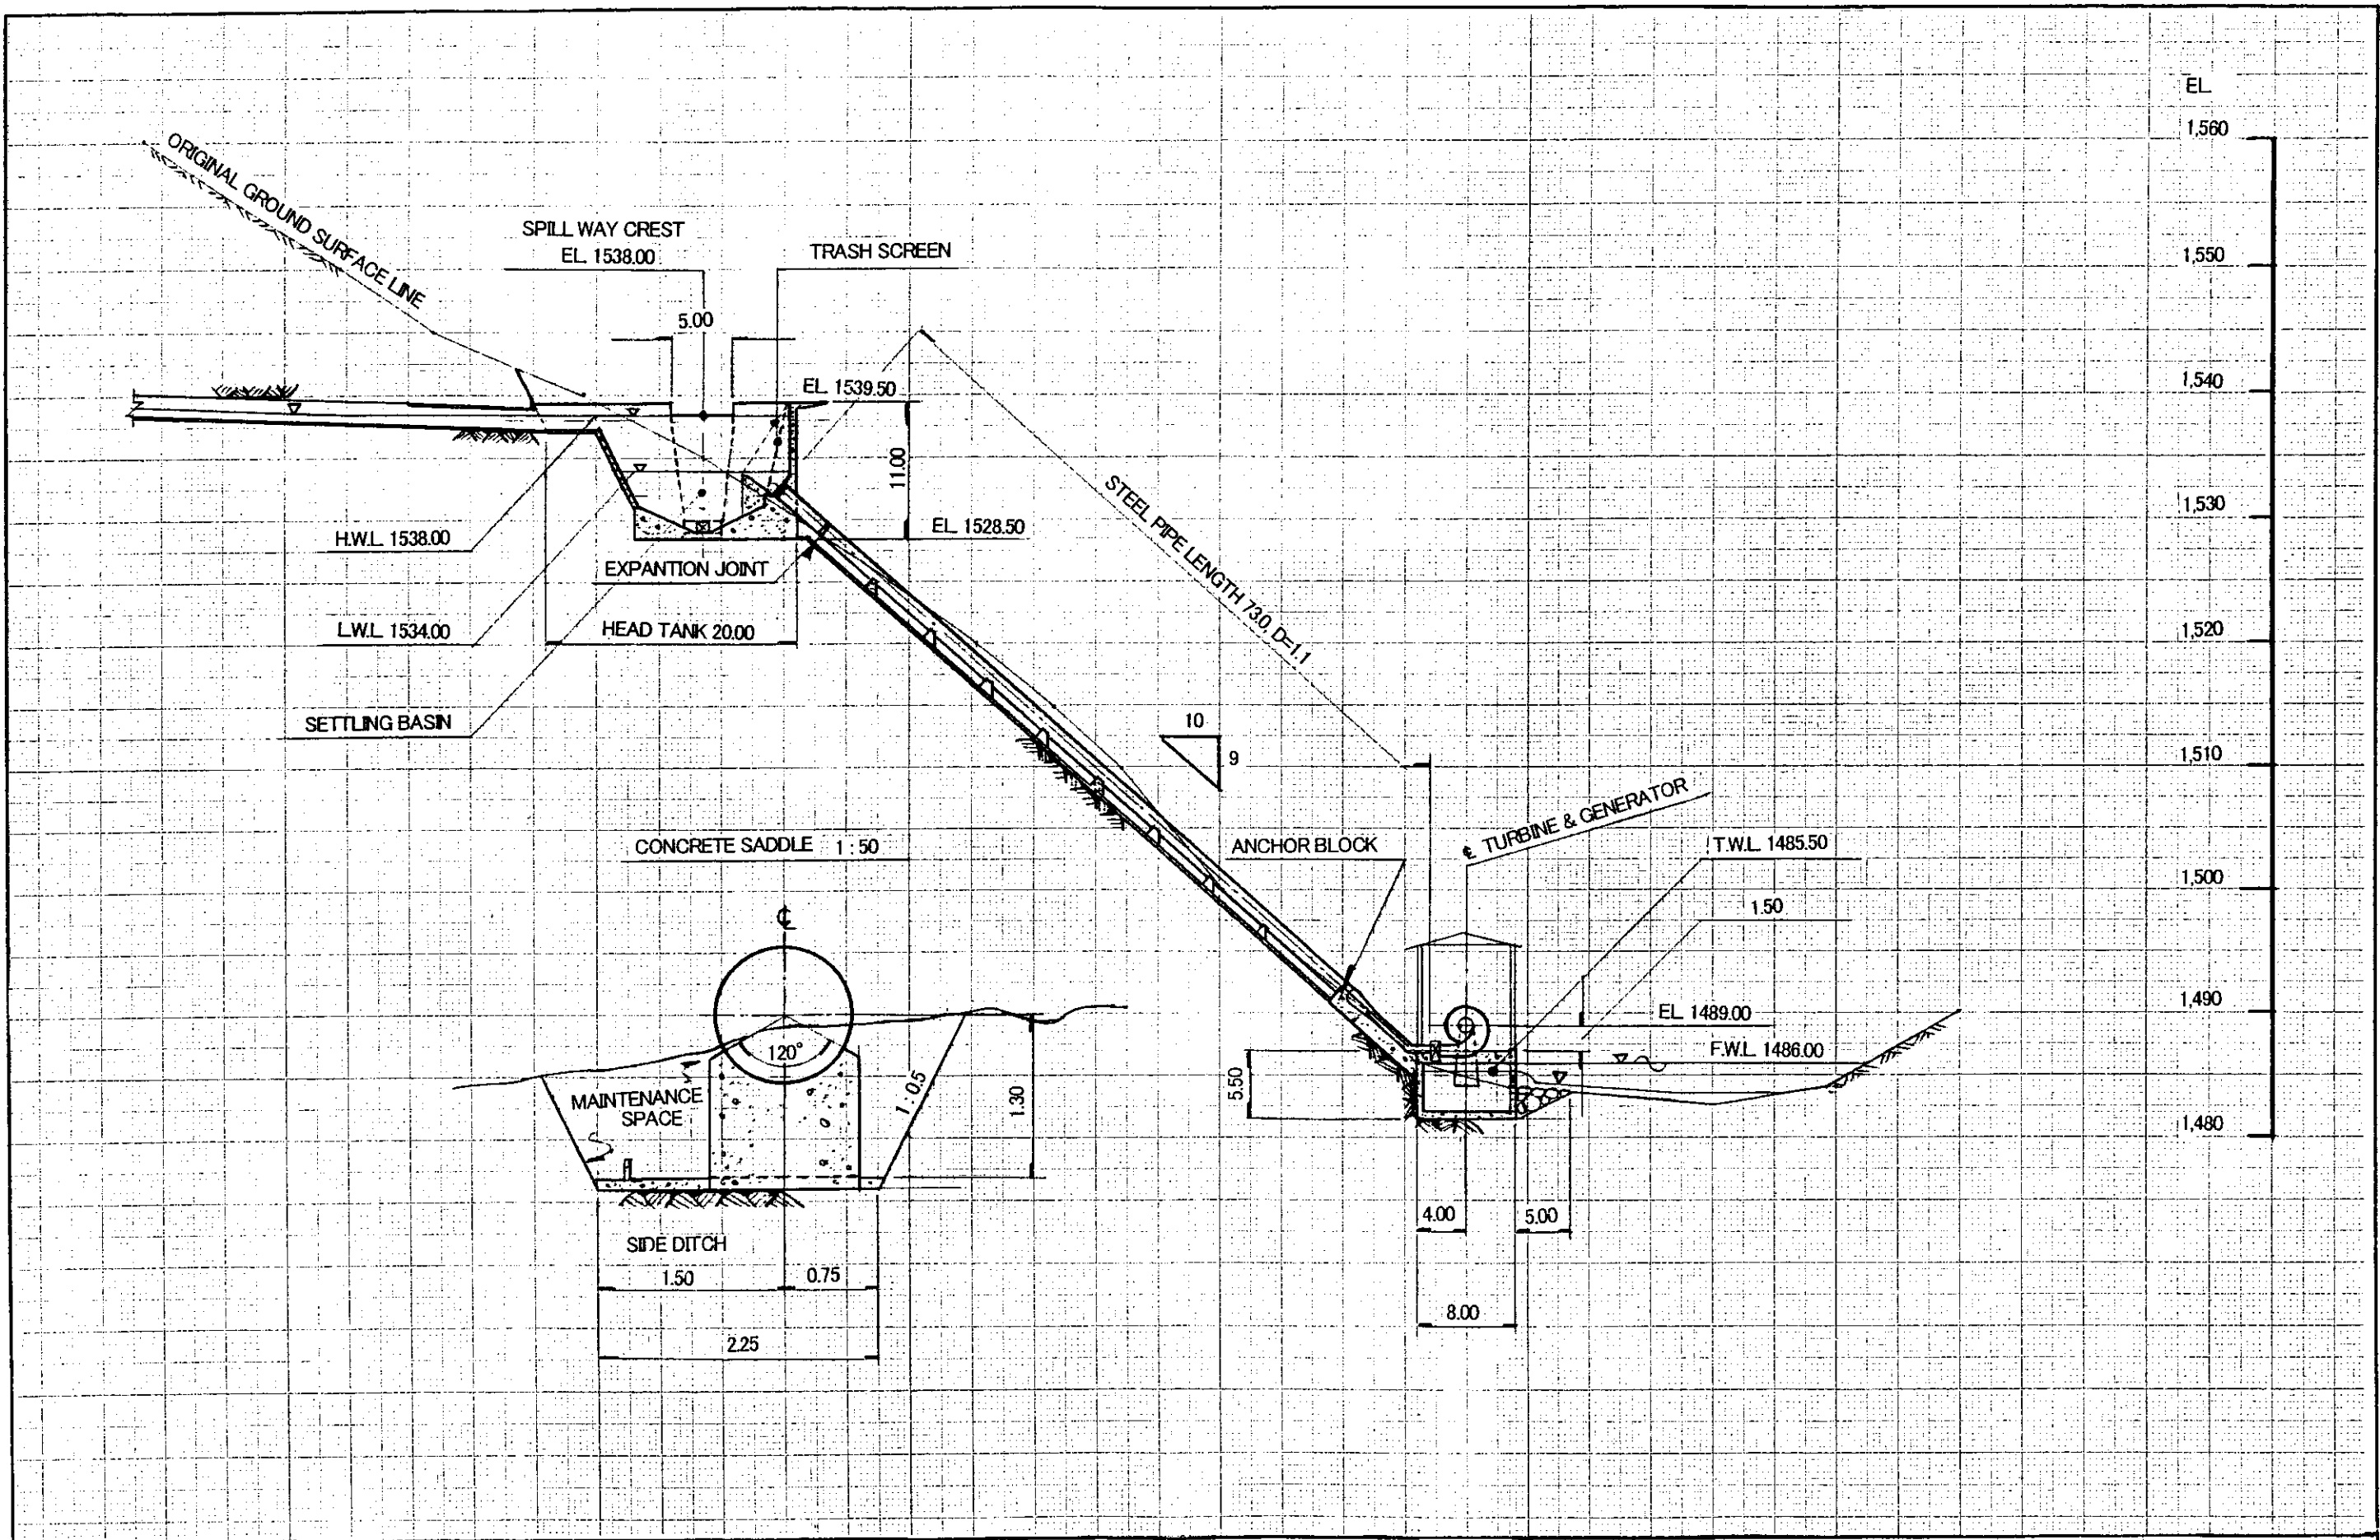 EL
1,560
1,550
1,540
1,530
1,520
1,510
1,500
1,490
1,480
ORIGINAL GROUND SURFACE LINE
SPILL WAY CREST
EL. 1538.00
TRASH SCREEN
5.00
EL. 1539.50
11.00
EL. 1528.50
H.W.L. 1538.00
EXPANTION JOINT
L.W.L. 1534.00
HEAD TANK 20.00
SETTLING BASIN
STEEL PIPE LENGTH 73.0, D=1.1
10
9
ANCHOR BLOCK
℄ TURBINE & GENERATOR
T.W.L. 1485.50
1.50
EL. 1489.00
F.W.L. 1486.00
5.50
4.00
5.00
8.00
CONCRETE SADDLE 1 : 50
℄
120°
MAINTENANCE
SPACE
1 : 0.5
1.30
SIDE DITCH
1.50
0.75
2.25